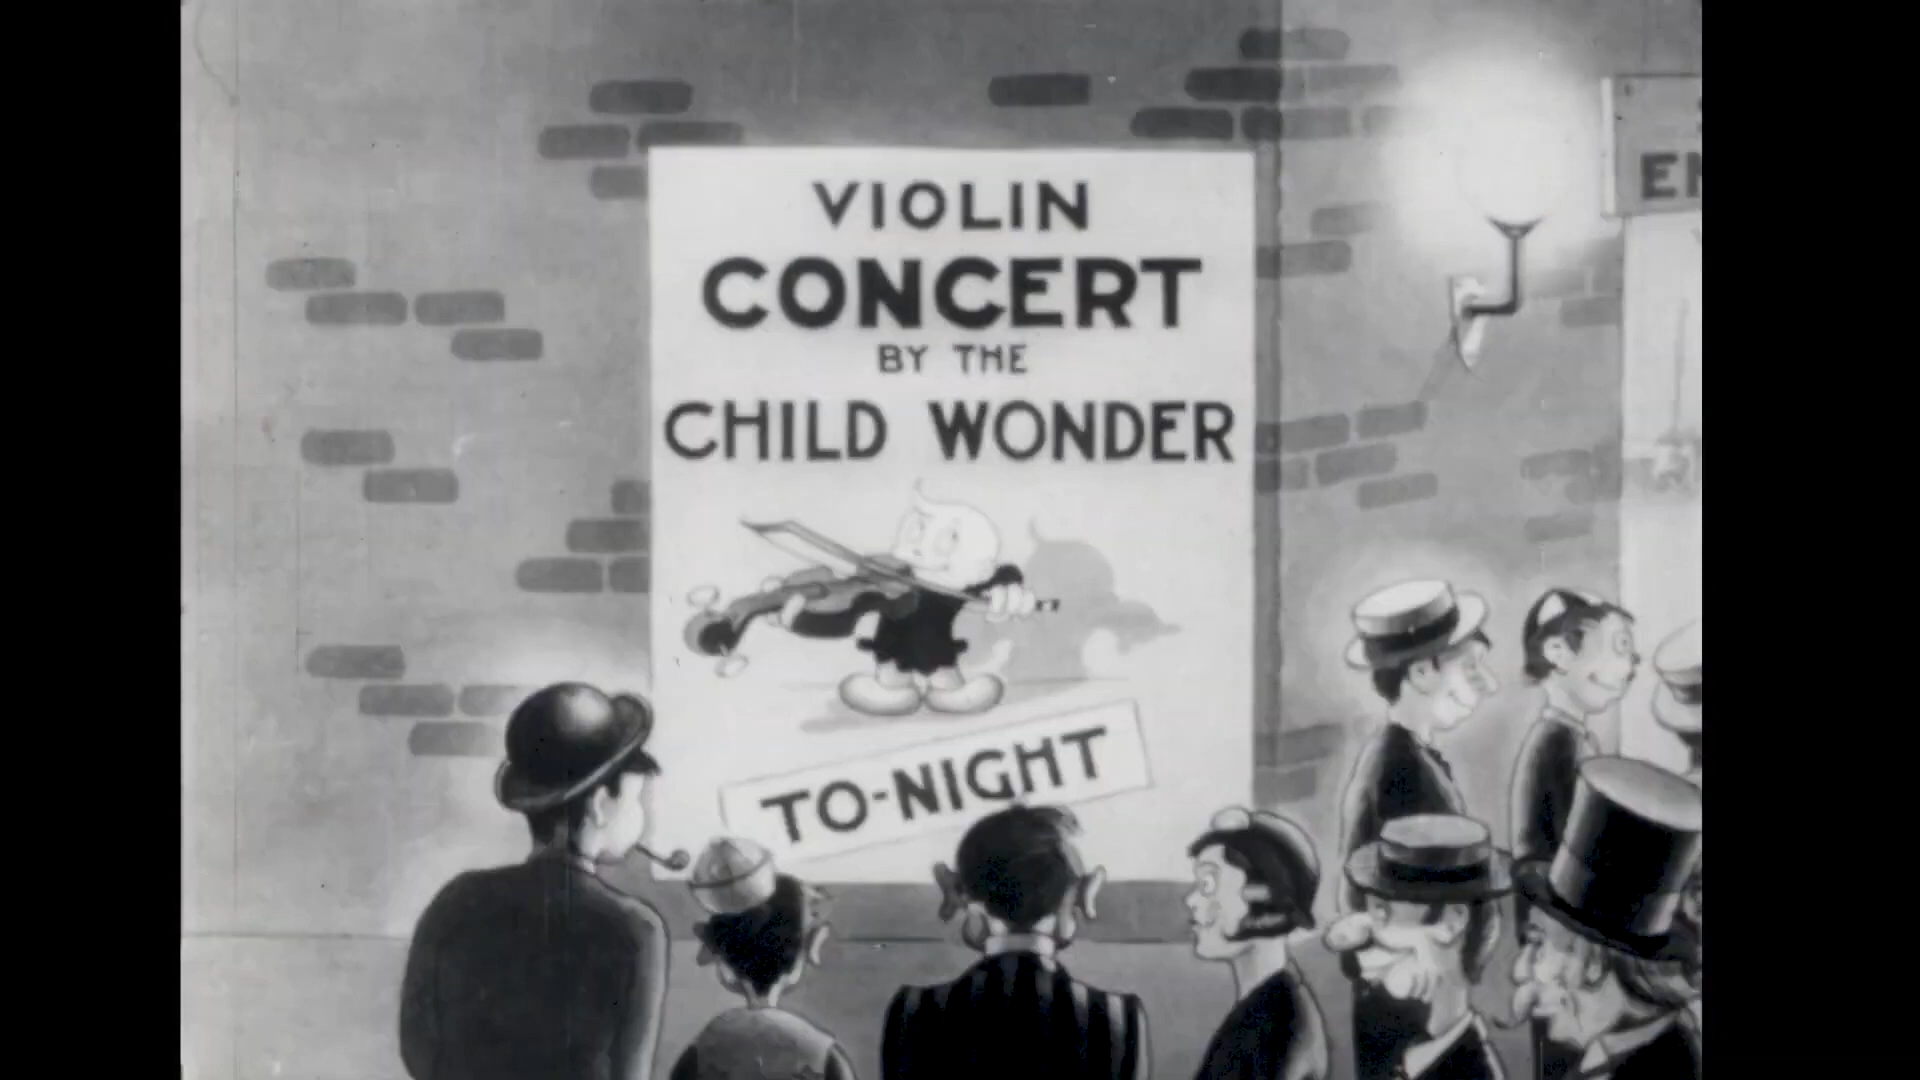 VIOLIN
CONCERT
BY THE
CHILD WONDER
TO-NIGHT